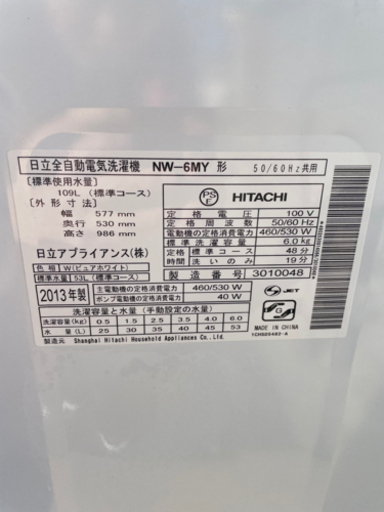 日立全自動電気洗濯機 NW-6MY 形 50/60Hz共用
〔標準使用水量〕
109L (標準コース)
〔外形寸法〕
幅 577 mm
奥行 530 mm
高さ 986 mm
日立アプライアンス(株)
色柄 W(ピュアホワイト)
標準水量 53L (標準コース)
PSE HITACHI
定格電圧 100 V
定格周波数 50/60 Hz
電動機の定格消費電力 460/530 W
標準洗濯容量 6.0 kg
標準コース 48分
時間 洗いのみ 19分
製造番号 3010048
2013年製
主電動機の定格消費電力 460/530 W
ポンプ電動機の定格消費電力 40 W
洗濯容量と水量 (手動設定の水量)
洗濯容量(kg) 0.5 1.5 2.5 3.5 4.0 6.0
水量(L) 25 30 35 40 45 53
製造元 Shanghai Hitachi Household Appliances Co., Ltd.
S JET
MADE IN CHINA